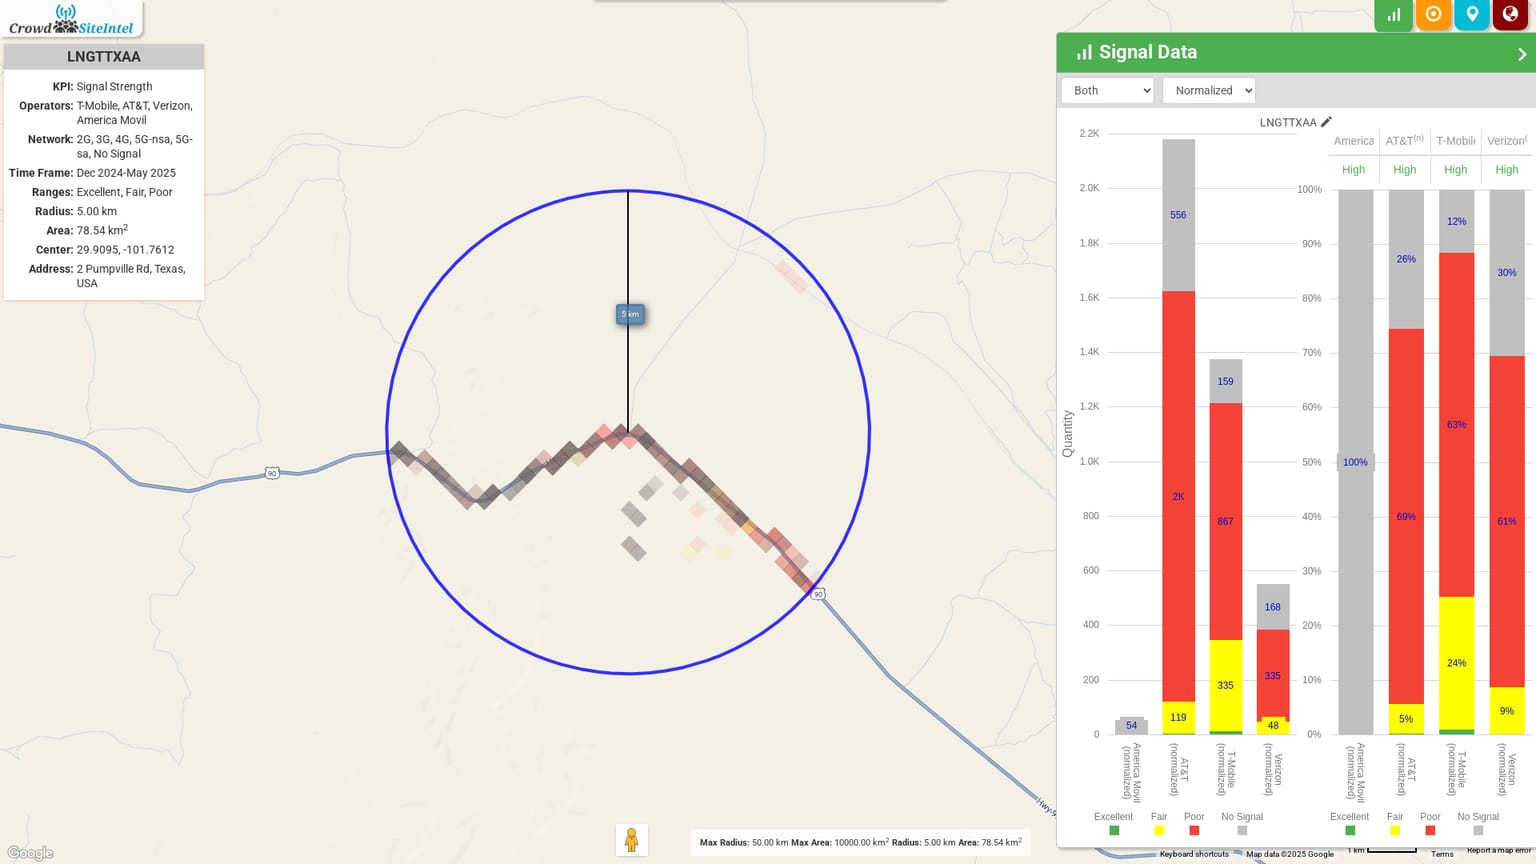 Crowd SiteIntel
LNGTTXAA
KPI: Signal Strength
Operators: T-Mobile, AT&T, Verizon,
America Movil
Network: 2G, 3G, 4G, 5G-nsa, 5G-
sa, No Signal
Time Frame: Dec 2024-May 2025
Ranges: Excellent, Fair, Poor
Radius: 5.00 km
Area: 78.54 km²
Center: 29.9095, -101.7612
Address: 2 Pumpville Rd, Texas,
USA
5 km
90
90
Hwy-9
Google
Max Radius: 50.00 km Max Area: 10000.00 km² Radius: 5.00 km Area: 78.54 km²
Signal Data
Both
Normalized
LNGTTXAA
Quantity
2.2K
2.0K
1.8K
1.6K
1.4K
1.2K
1.0K
800
600
400
200
0
54
556
2K
119
159
867
335
168
335
48
America Movil
(normalized)
AT&T
(normalized)
T-Mobile
(normalized)
Verizon
(normalized)
Excellent Fair Poor No Signal
America AT&T(n) T-Mobile Verizon(
High High High High
100%
90%
80%
70%
60%
50%
40%
30%
20%
10%
0%
100%
26%
69%
5%
12%
63%
24%
30%
61%
9%
America Movil
(normalized)
AT&T
(normalized)
T-Mobile
(normalized)
Verizon
(normalized)
Excellent Fair Poor No Signal
Keyboard shortcuts Map data ©2025 Google 1 km Terms Report a map error